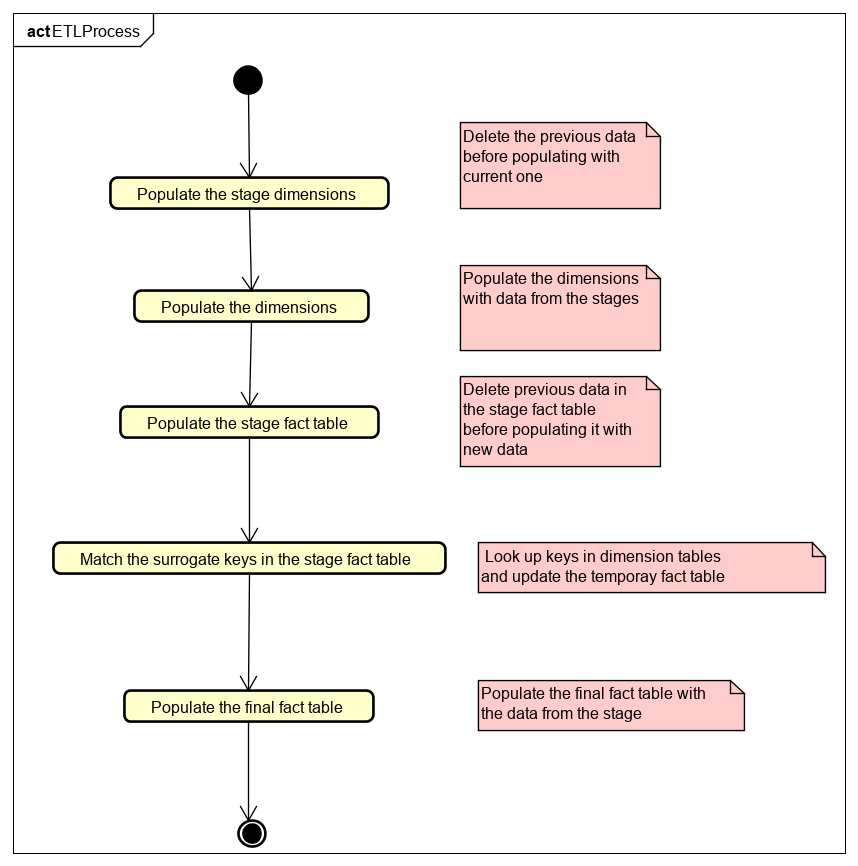 act ETLProcess
Delete the previous data
before populating with
current one
Populate the stage dimensions
Populate the dimensions
with data from the stages
Populate the dimensions
Delete previous data in
the stage fact table
before populating it with
new data
Populate the stage fact table
Match the surrogate keys in the stage fact table
Look up keys in dimension tables
and update the temporay fact table
Populate the final fact table
Populate the final fact table with
the data from the stage